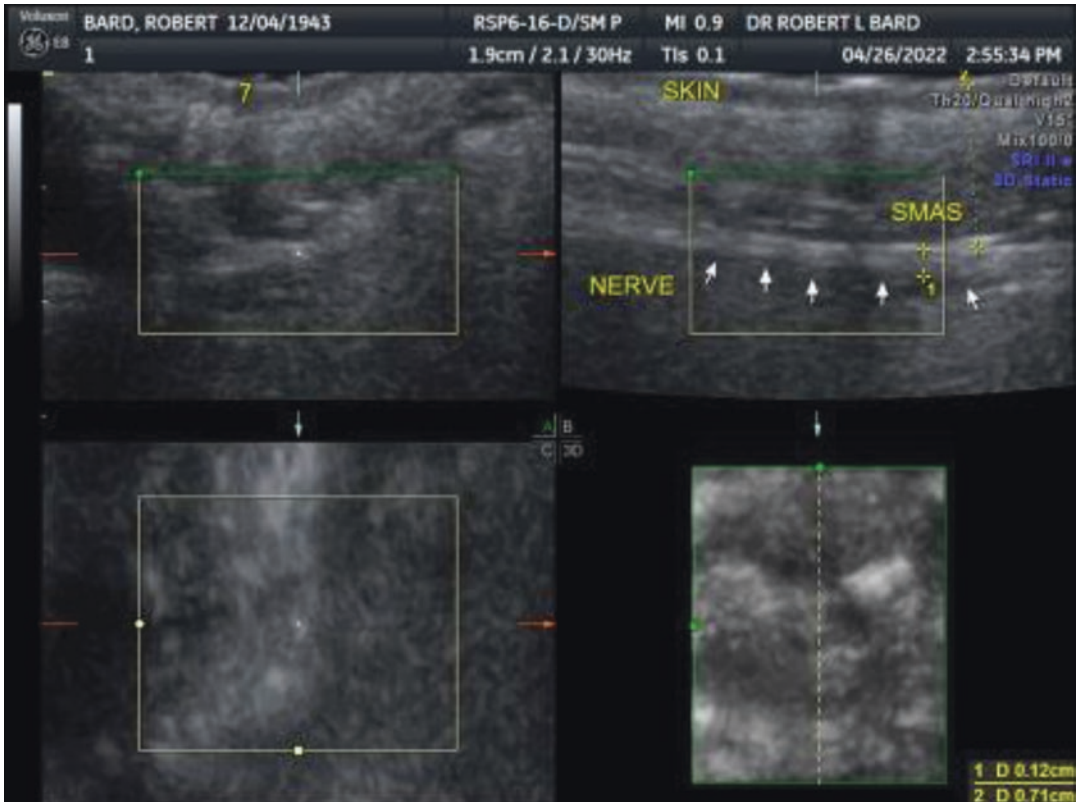 Voluson
GE E8
BARD, ROBERT 12/04/1943 RSP6-16-D/SM P MI 0.9 DR ROBERT L BARD
1 1.9cm / 2.1 / 30Hz TIs 0.1 04/26/2022 2:55:34 PM
7 SKIN Default
Th20/Qual high2
V15°
Mix100/0
SRI II
3D Static
SMAS
NERVE
1
A B
C 3D
1 D 0.12cm
2 D 0.71cm